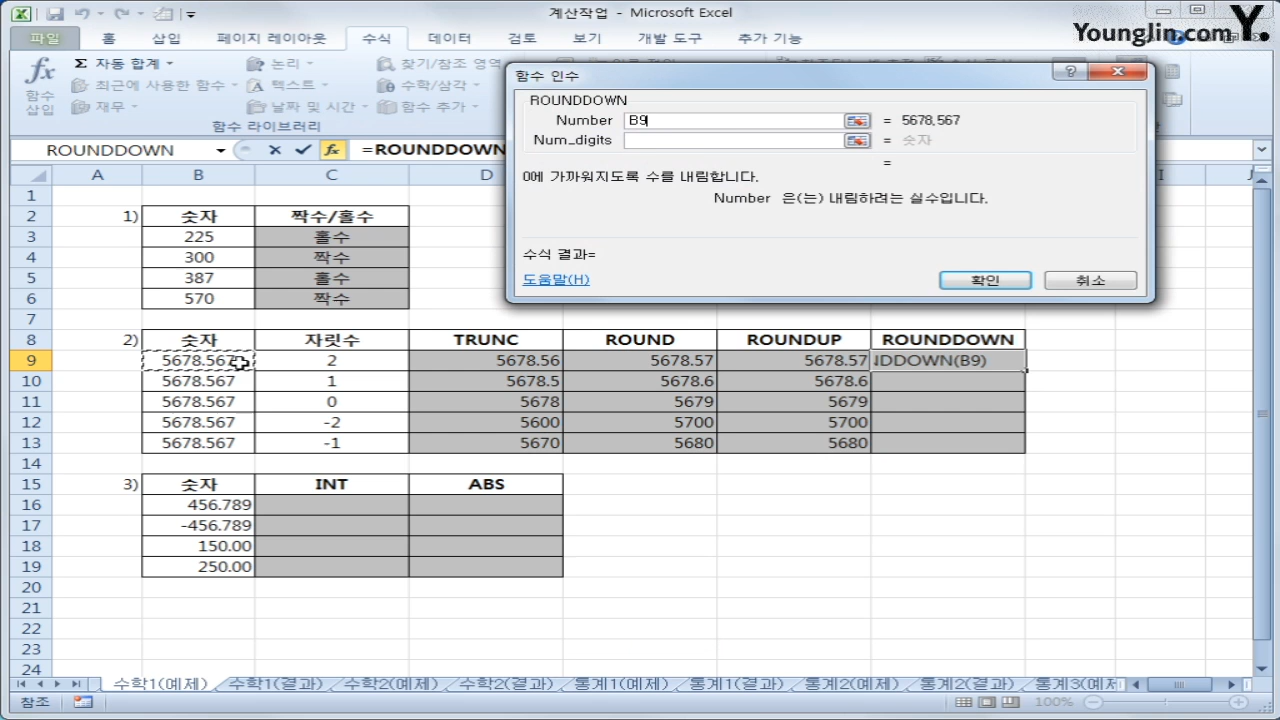 계산작업 - Microsoft Excel
Younglin.com Y.
파일 홈 삽입 페이지 레이아웃 수식 데이터 검토 보기 개발 도구 추가 기능
fx 함수 삽입
Σ 자동 합계
최근에 사용한 함수
재무
논리
텍스트
날짜 및 시간
찾기/참조 영역
수학/삼각
함수 추가
함수 라이브러리
함수 인수
ROUNDDOWN
Number B9 = 5678.567
Num_digits = 숫자
=
0에 가까워지도록 수를 내림합니다.
Number 은(는) 내림하려는 실수입니다.
수식 결과=
도움말(H) 확인 취소
ROUNDDOWN fx =ROUNDDOWN
A B C D I J
1
2 1) 숫자 짝수/홀수
3 225 홀수
4 300 짝수
5 387 홀수
6 570 짝수
7
8 2) 숫자 자릿수 TRUNC ROUND ROUNDUP ROUNDDOWN
9 5678.567 2 5678.56 5678.57 5678.57 IDDOWN(B9)
10 5678.567 1 5678.5 5678.6 5678.6
11 5678.567 0 5678 5679 5679
12 5678.567 -2 5600 5700 5700
13 5678.567 -1 5670 5680 5680
14
15 3) 숫자 INT ABS
16 456.789
17 -456.789
18 150.00
19 250.00
20
21
22
23
24
수학1(예제) 수학1(결과) 수학2(예제) 수학2(결과) 통계1(예제) 통계1(결과) 통계2(예제) 통계2(결과) 통계3(예제
참조 100%